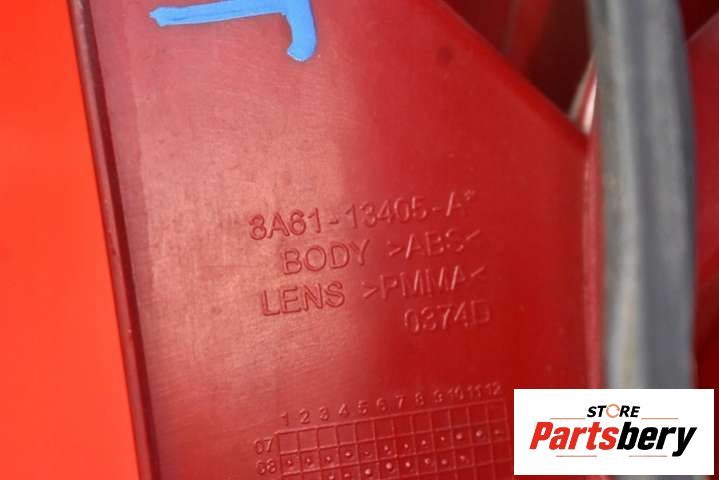 8A61-13405-A*
BODY >ABS<
LENS >PMMA<
0374D
1 2 3 4 5 6 7 8 9 10 11 12
07
08
STORE
Partsbery